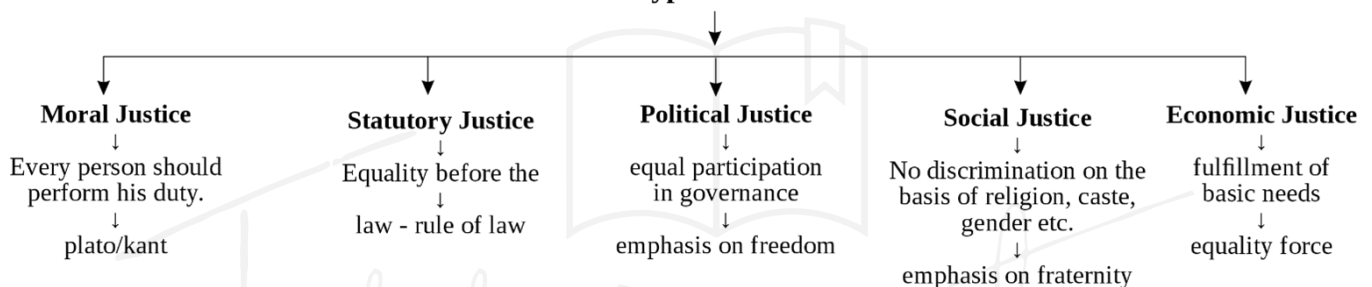 Moral Justice
↓
Every person should
perform his duty.
↓
plato/kant
Statutory Justice
↓
Equality before the
↓
law - rule of law
Political Justice
↓
equal participation
in governance
↓
emphasis on freedom
Social Justice
↓
No discrimination on the
basis of religion, caste,
gender etc.
↓
emphasis on fraternity
Economic Justice
↓
fulfillment of
basic needs
↓
equality force